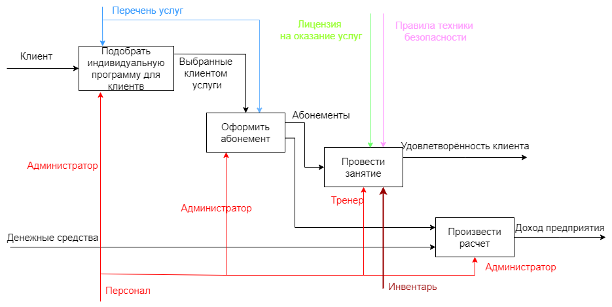 Перечень услуг
Лицензия
на оказание услуг
Правила техники
безопасности
Клиент
Подобрать
индивидуальную
программу для
клиентв
Выбранные
клиентом
услуги
Оформить
абонемент
Абонементы
Провести
занятие
Удовлетворенность клиента
Администратор
Администратор
Тренер
Денежные средства
Произвести
расчет
Доход предприятия
Администратор
Персонал
Инвентарь